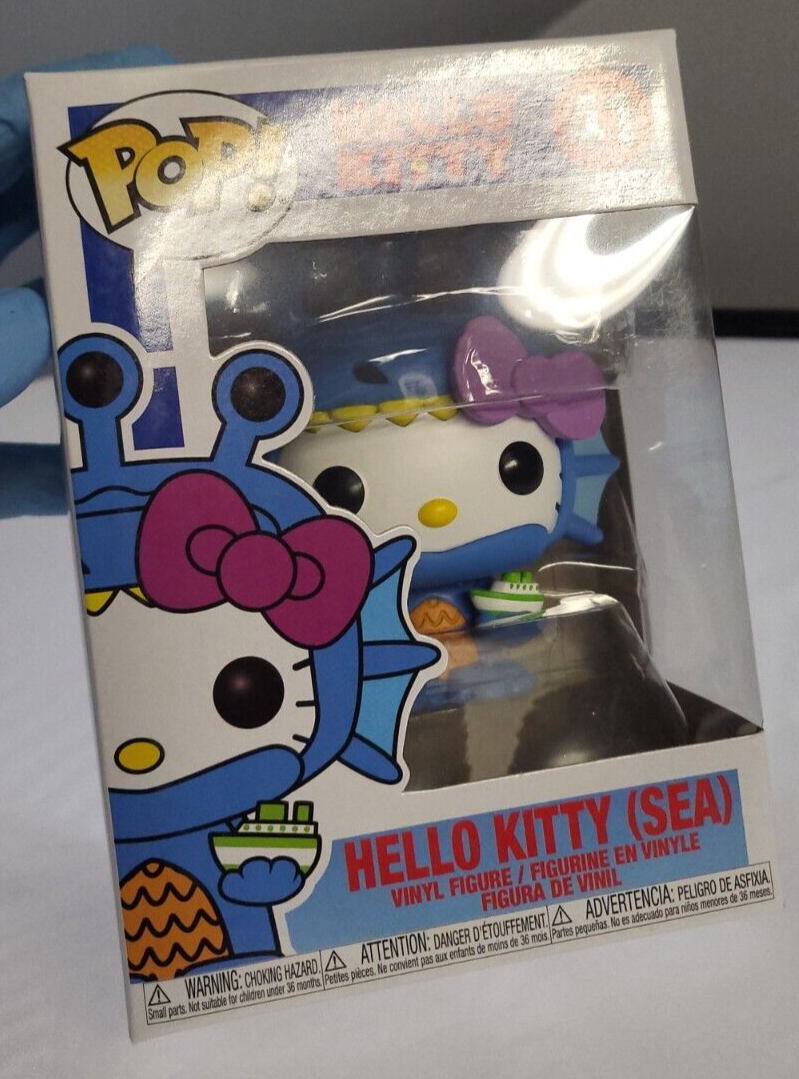 POP!
HELLO
KITTY
HELLO KITTY (SEA)
VINYL FIGURE / FIGURINE EN VINYLE
FIGURA DE VINIL
WARNING: CHOKING HAZARD.
Small parts. Not suitable for children under 36 months.
ATTENTION: DANGER D'ÉTOUFFEMENT.
Petites pièces. Ne convient pas aux enfants de moins de 36 mois.
ADVERTENCIA: PELIGRO DE ASFIXIA.
Partes pequeñas. No es adecuado para niños menores de 36 meses.